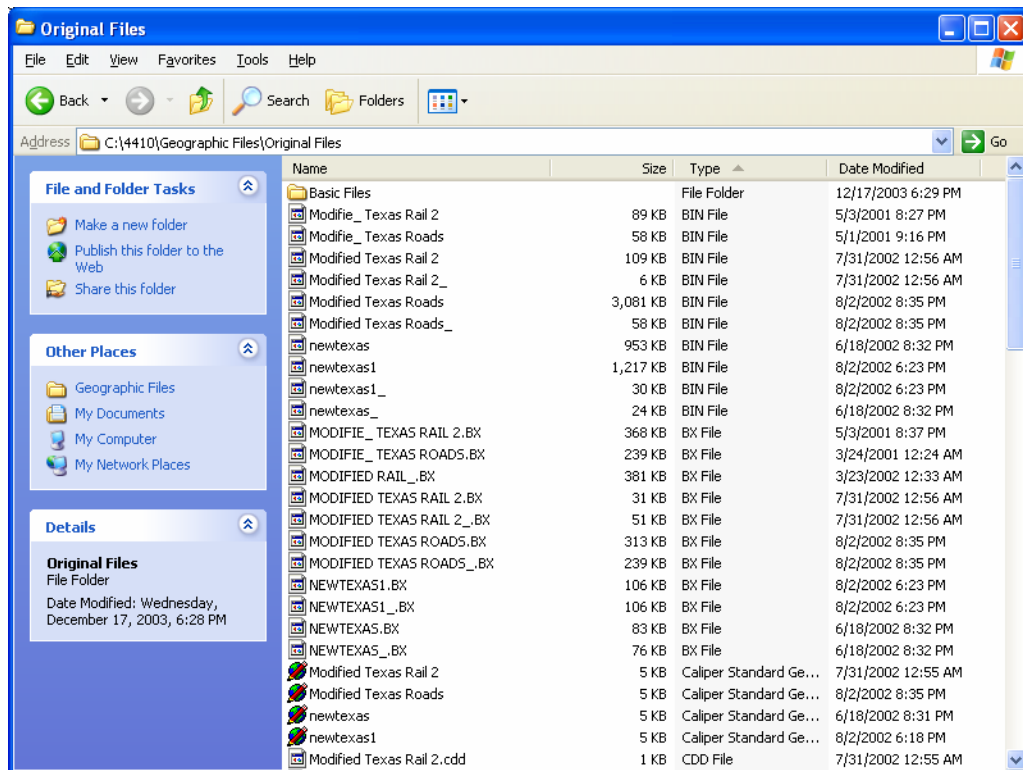 Original Files
File Edit View Favorites Tools Help
Back Search Folders
Address C:\4410\Geographic Files\Original Files Go
File and Folder Tasks
Make a new folder
Publish this folder to the
Web
Share this folder
Other Places
Geographic Files
My Documents
My Computer
My Network Places
Details
Original Files
File Folder
Date Modified: Wednesday,
December 17, 2003, 6:28 PM
Name Size Type Date Modified
Basic Files File Folder 12/17/2003 6:29 PM
Modifie_ Texas Rail 2 89 KB BIN File 5/3/2001 8:27 PM
Modifie_ Texas Roads 58 KB BIN File 5/1/2001 9:16 PM
Modified Texas Rail 2 109 KB BIN File 7/31/2002 12:56 AM
Modified Texas Rail 2_ 6 KB BIN File 7/31/2002 12:56 AM
Modified Texas Roads 3,081 KB BIN File 8/2/2002 8:35 PM
Modified Texas Roads_ 58 KB BIN File 8/2/2002 8:35 PM
newtexas 953 KB BIN File 6/18/2002 8:32 PM
newtexas1 1,217 KB BIN File 8/2/2002 6:23 PM
newtexas1_ 30 KB BIN File 8/2/2002 6:23 PM
newtexas_ 24 KB BIN File 6/18/2002 8:32 PM
MODIFIE_ TEXAS RAIL 2.BX 368 KB BX File 5/3/2001 8:37 PM
MODIFIE_ TEXAS ROADS.BX 239 KB BX File 3/24/2001 12:24 AM
MODIFIED RAIL_.BX 381 KB BX File 3/23/2002 12:33 AM
MODIFIED TEXAS RAIL 2.BX 31 KB BX File 7/31/2002 12:56 AM
MODIFIED TEXAS RAIL 2_.BX 51 KB BX File 7/31/2002 12:56 AM
MODIFIED TEXAS ROADS.BX 313 KB BX File 8/2/2002 8:35 PM
MODIFIED TEXAS ROADS_.BX 239 KB BX File 8/2/2002 8:35 PM
NEWTEXAS1.BX 106 KB BX File 8/2/2002 6:23 PM
NEWTEXAS1_.BX 106 KB BX File 8/2/2002 6:23 PM
NEWTEXAS.BX 83 KB BX File 6/18/2002 8:32 PM
NEWTEXAS_.BX 76 KB BX File 6/18/2002 8:32 PM
Modified Texas Rail 2 5 KB Caliper Standard Ge... 7/31/2002 12:55 AM
Modified Texas Roads 5 KB Caliper Standard Ge... 8/2/2002 8:35 PM
newtexas 5 KB Caliper Standard Ge... 6/18/2002 8:31 PM
newtexas1 5 KB Caliper Standard Ge... 8/2/2002 6:18 PM
Modified Texas Rail 2.cdd 1 KB CDD File 7/31/2002 12:55 AM